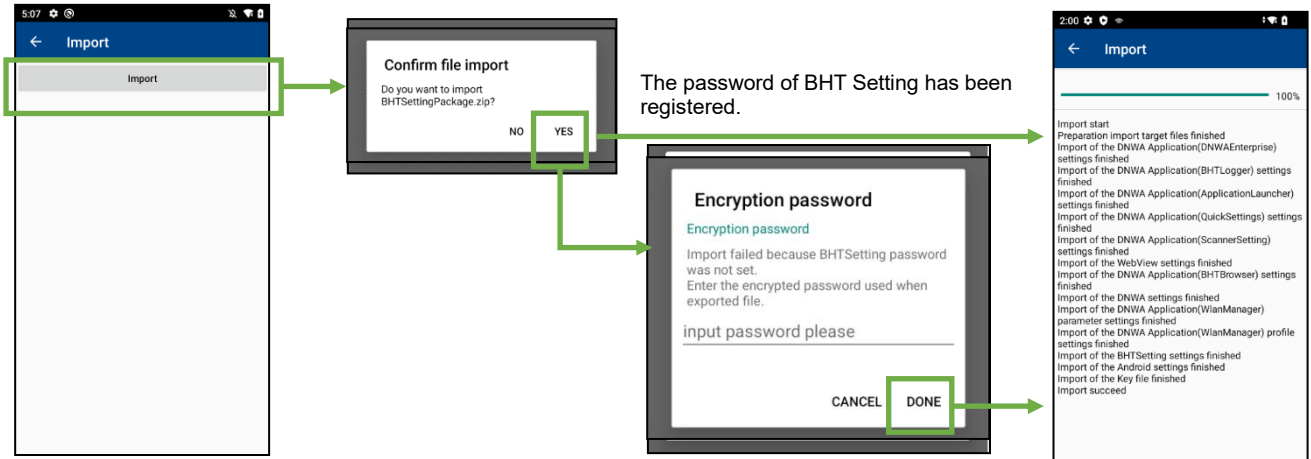 5:07
Import
Import
Confirm file import
Do you want to import
BHTSettingPackage.zip?
NO YES
The password of BHT Setting has been
registered.
Encryption password
Encryption password
Import failed because BHTSetting password
was not set.
Enter the encrypted password used when
exported file.
input password please
CANCEL DONE
2:00
Import
100%
Import start
Preparation import target files finished
Import of the DNWA Application(DNWAEnterprise)
settings finished
Import of the DNWA Application(BHTLogger) settings
finished
Import of the DNWA Application(ApplicationLauncher)
settings finished
Import of the DNWA Application(QuickSettings) settings
finished
Import of the DNWA Application(ScannerSetting)
settings finished
Import of the WebView settings finished
Import of the DNWA Application(BHTBrowser) settings
finished
Import of the DNWA settings finished
Import of the DNWA Application(WlanManager)
parameter settings finished
Import of the DNWA Application(WlanManager) profile
settings finished
Import of the BHTSetting settings finished
Import of the Android settings finished
Import of the Key file finished
Import succeed